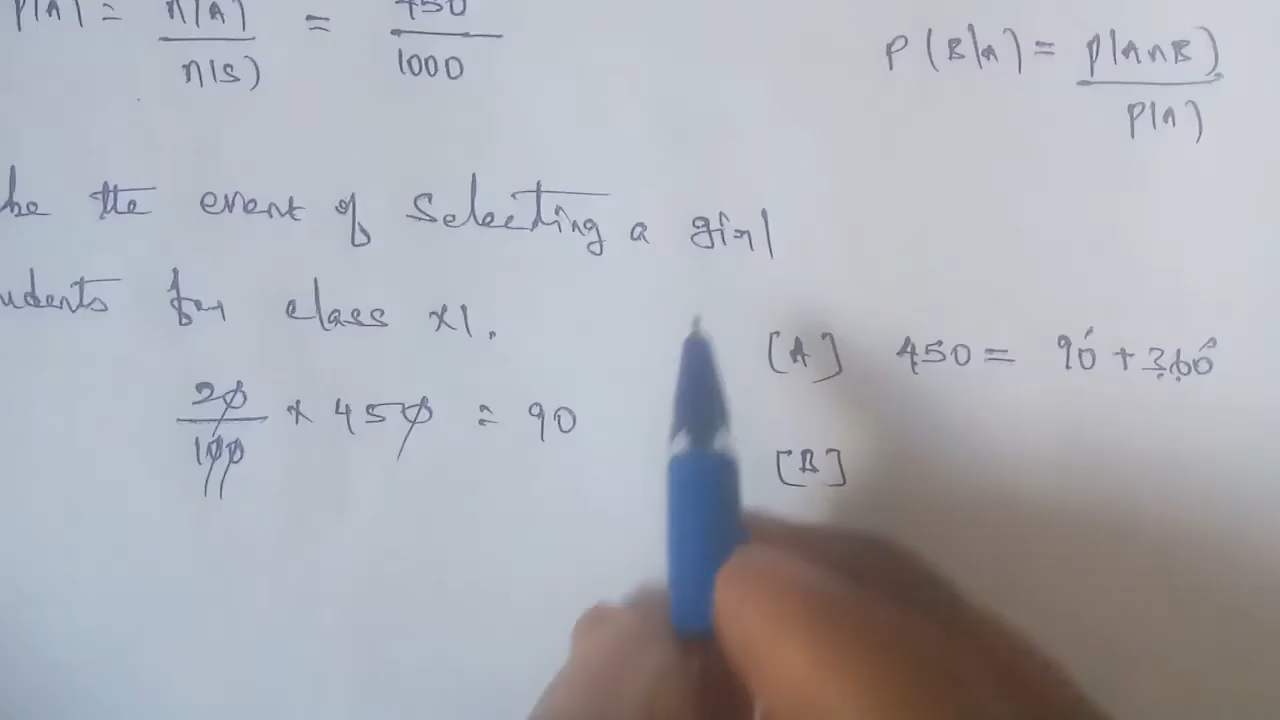 P(A) = n(A) / n(S) = 450 / 1000
P(B|A) = P(A∩B) / P(A)
be the event of selecting a girl
udents for class XI.
20/100 × 450 = 90
[A] 450 = 90 + 360
[B]